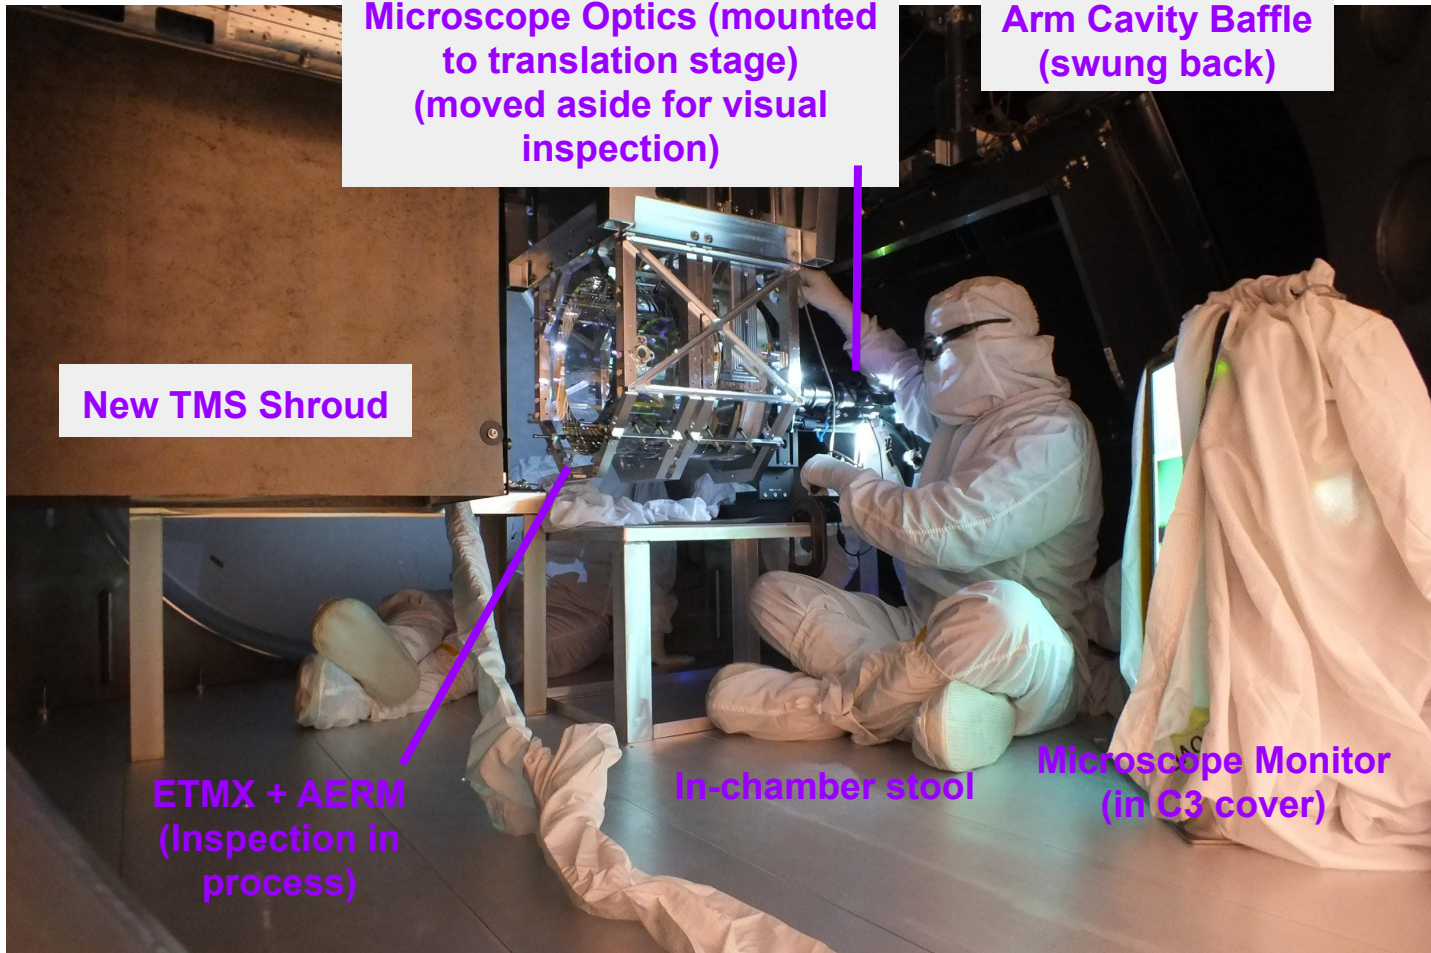 Microscope Optics (mounted
to translation stage)
(moved aside for visual
inspection)
Arm Cavity Baffle
(swung back)
New TMS Shroud
ETMX + AERM
(Inspection in
process)
In-chamber stool
Microscope Monitor
(in C3 cover)